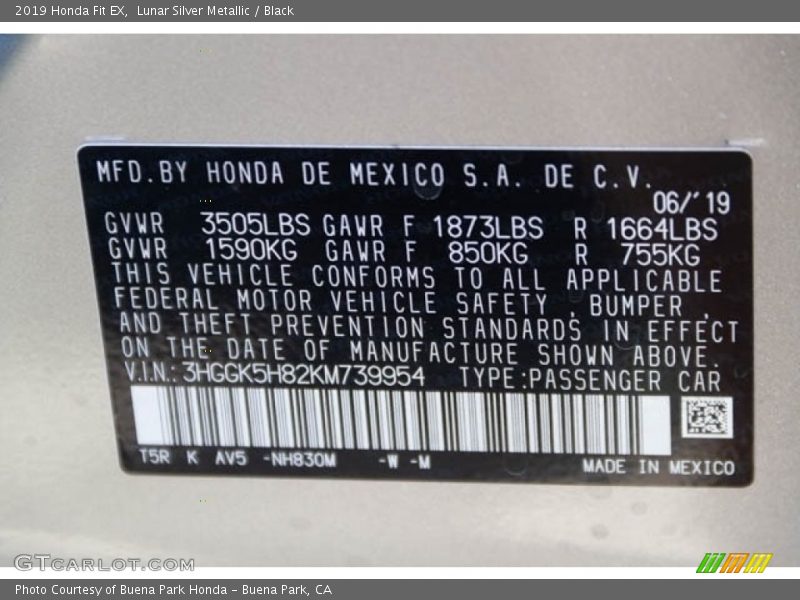 2019 Honda Fit EX,  Lunar Silver Metallic / Black
MFD.BY HONDA DE MEXICO S.A. DE C.V.
06/'19
GVWR 3505LBS GAWR F 1873LBS R 1664LBS
GVWR 1590KG GAWR F 850KG R 755KG
THIS VEHICLE CONFORMS TO ALL APPLICABLE
FEDERAL MOTOR VEHICLE SAFETY , BUMPER ,
AND THEFT PREVENTION STANDARDS IN EFFECT
ON THE DATE OF MANUFACTURE SHOWN ABOVE.
V.I.N.: 3HGGK5H82KM739954 TYPE:PASSENGER CAR
T5R K AV5 -NH830M -W -M MADE IN MEXICO
GTCARLOT.COM
Photo Courtesy of Buena Park Honda - Buena Park, CA